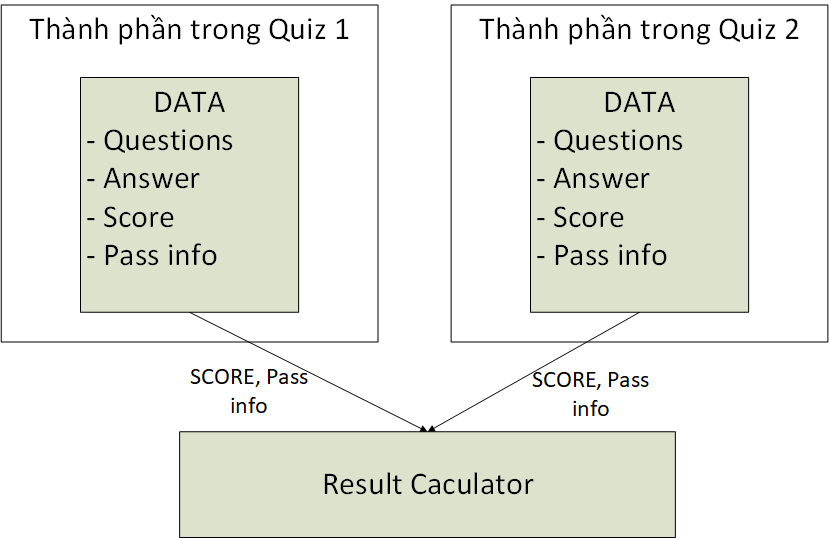 Thành phần trong Quiz 1
DATA
- Questions
- Answer
- Score
- Pass info
Thành phần trong Quiz 2
DATA
- Questions
- Answer
- Score
- Pass info
SCORE, Pass
info
SCORE, Pass
info
Result Caculator